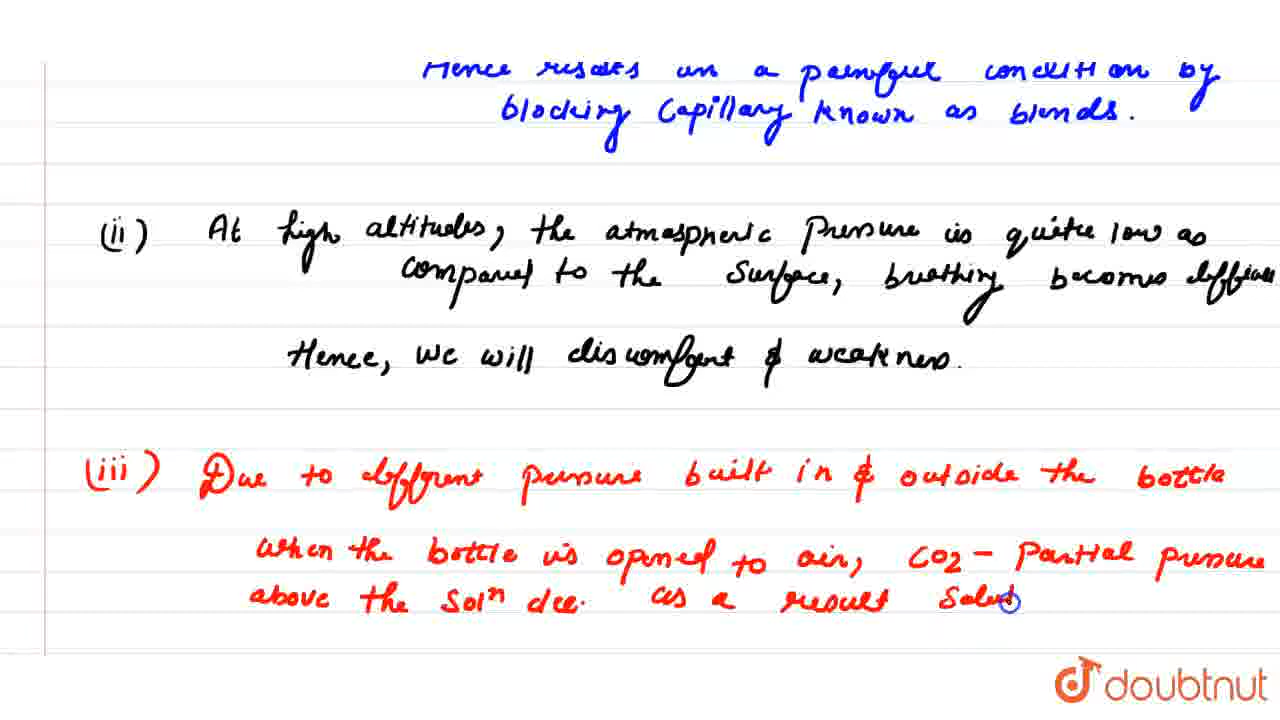 Hence results in a painful condition by
blocking Capillary known as blends.
(ii) At high altitudes, the atmospheric pressure is quite low as
compared to the surface, breathing becomes difficult
Hence, we will discomfort & weakness.
(iii) Due to different pressure built in & outside the bottle
when the bottle is opened to air, CO2 - Partial pressure
above the solⁿ dec. as a result Solub
doubtnut